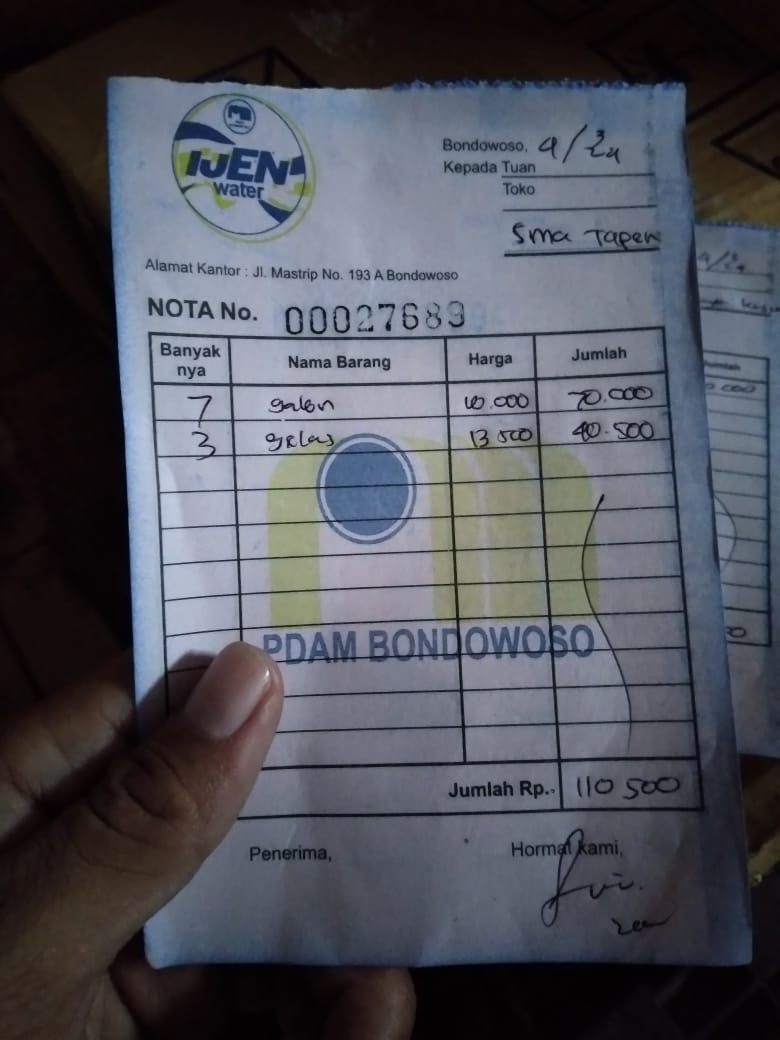 IJEN
water
Bondowoso, 9/24
Kepada Tuan
Toko
Sma Tapen
Alamat Kantor : Jl. Mastrip No. 193 A Bondowoso
NOTA No. 00027689
Banyak nya Nama Barang Harga Jumlah
7 galon 10.000 70.000
3 gelas 13 500 40.500
PDAM BONDOWOSO
Jumlah Rp. 110 500
Penerima, Hormat kami,